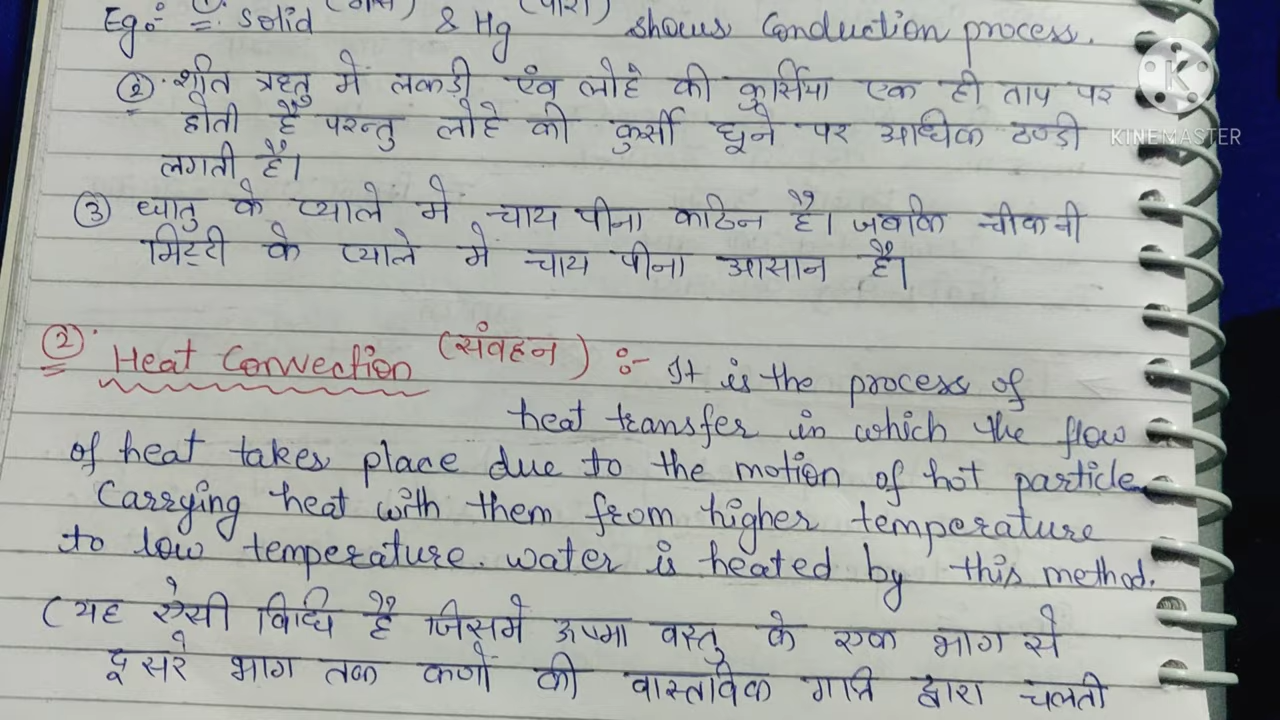 Eg:- ① Solid (गैस) & Hg (पारा) shows Conduction process.
② शीत ऋतु में लकड़ी एंव लोहे की कुर्सिया एक ही ताप पर
होती है परन्तु लोहे की कुर्सी छूने पर अधिक ठण्डी
लगती है।
③ धातु के प्याले में चाय पीना कठिन है। जबकि चीकनी
मिट्टी के प्याले में चाय पीना आसान है।
② Heat Convection (संवहन) :- It is the process of
heat transfer in which the flow
of heat takes place due to the motion of hot particle
Carrying heat with them from higher temperature
to low temperature. water is heated by this method.
(यह ऐसी विधि है जिसमे ऊष्मा वस्तु के एक भाग से
दूसरे भाग तक कणों की वास्तविक गति द्वारा चलती
K
KINEMASTER